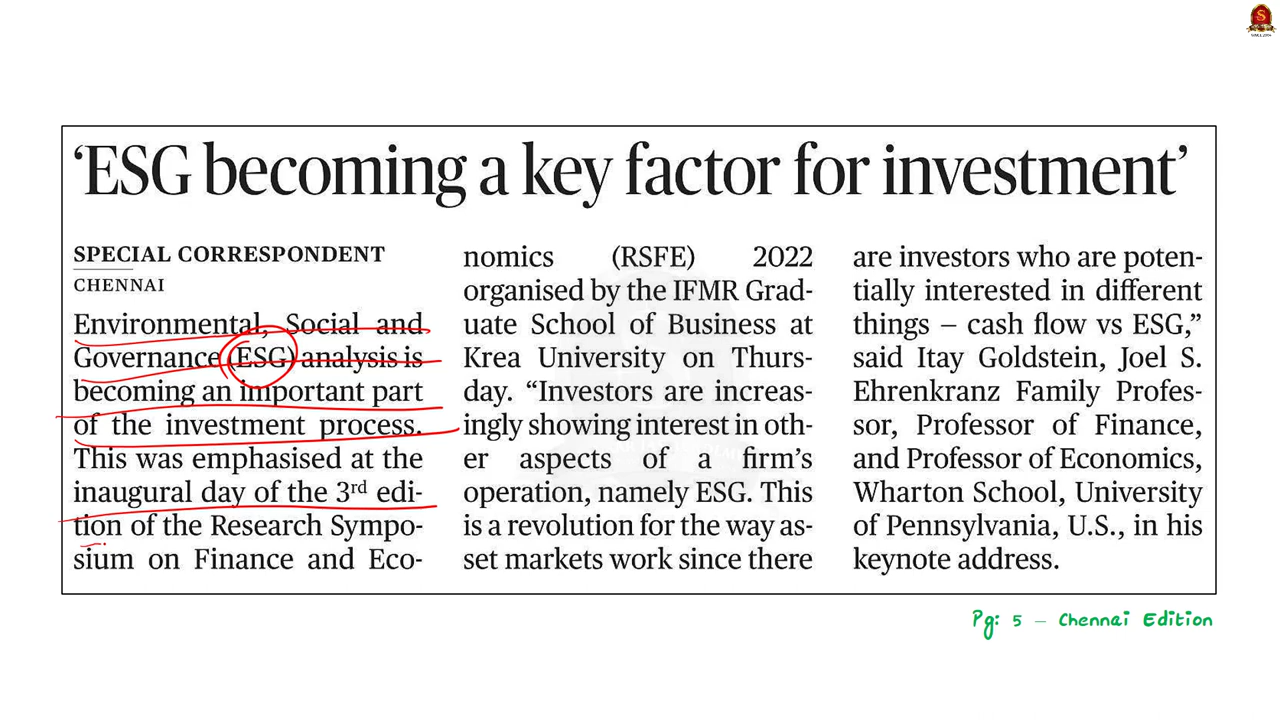 ‘ESG becoming a key factor for investment’
SPECIAL CORRESPONDENT
CHENNAI
Environmental, Social and
Governance (ESG) analysis is
becoming an important part
of the investment process.
This was emphasised at the
inaugural day of the 3rd edi-
tion of the Research Sympo-
sium on Finance and Eco-
nomics (RSFE) 2022
organised by the IFMR Grad-
uate School of Business at
Krea University on Thurs-
day. “Investors are increas-
ingly showing interest in oth-
er aspects of a firm’s
operation, namely ESG. This
is a revolution for the way as-
set markets work since there
are investors who are poten-
tially interested in different
things – cash flow vs ESG,”
said Itay Goldstein, Joel S.
Ehrenkranz Family Profes-
sor, Professor of Finance,
and Professor of Economics,
Wharton School, University
of Pennsylvania, U.S., in his
keynote address.
Pg: 5 – Chennai Edition